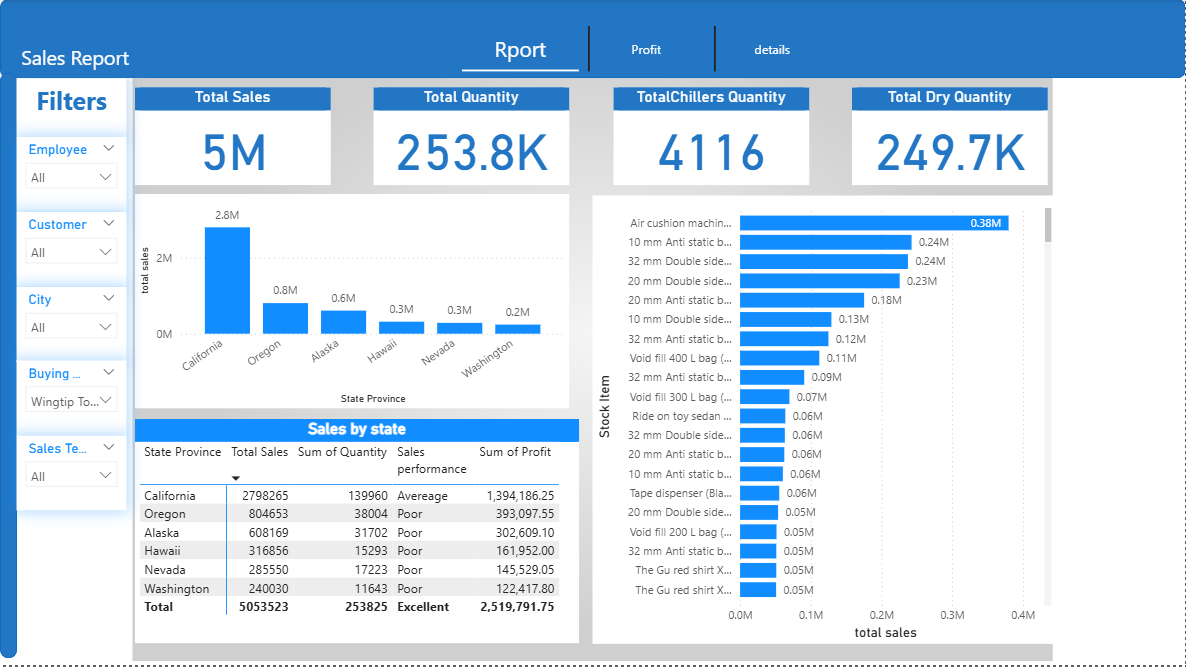 Sales Report
Rport
Profit
details
Filters
Employee
All
Customer
All
City
All
Buying ...
Wingtip To...
Sales Te...
All
Total Sales
5M
Total Quantity
253.8K
TotalChillers Quantity
4116
Total Dry Quantity
249.7K
total sales
2M
0M
2.8M
0.8M
0.6M
0.3M
0.3M
0.2M
California
Oregon
Alaska
Hawaii
Nevada
Washington
State Province
Sales by state
State Province Total Sales Sum of Quantity Sales performance Sum of Profit
California 2798265 139960 Avereage 1,394,186.25
Oregon 804653 38004 Poor 393,097.55
Alaska 608169 31702 Poor 302,609.10
Hawaii 316856 15293 Poor 161,952.00
Nevada 285550 17223 Poor 145,529.05
Washington 240030 11643 Poor 122,417.80
Total 5053523 253825 Excellent 2,519,791.75
Stock Item
Air cushion machin... 0.38M
10 mm Anti static b... 0.24M
32 mm Double side... 0.24M
20 mm Double side... 0.23M
20 mm Anti static b... 0.18M
10 mm Double side... 0.13M
32 mm Anti static b... 0.12M
Void fill 400 L bag (... 0.11M
32 mm Anti static b... 0.09M
Void fill 300 L bag (... 0.07M
Ride on toy sedan ... 0.06M
32 mm Double side... 0.06M
20 mm Anti static b... 0.06M
10 mm Anti static b... 0.06M
Tape dispenser (Bla... 0.06M
20 mm Double side... 0.05M
Void fill 200 L bag (... 0.05M
32 mm Anti static b... 0.05M
The Gu red shirt X... 0.05M
The Gu red shirt X... 0.05M
0.0M 0.1M 0.2M 0.3M 0.4M
total sales